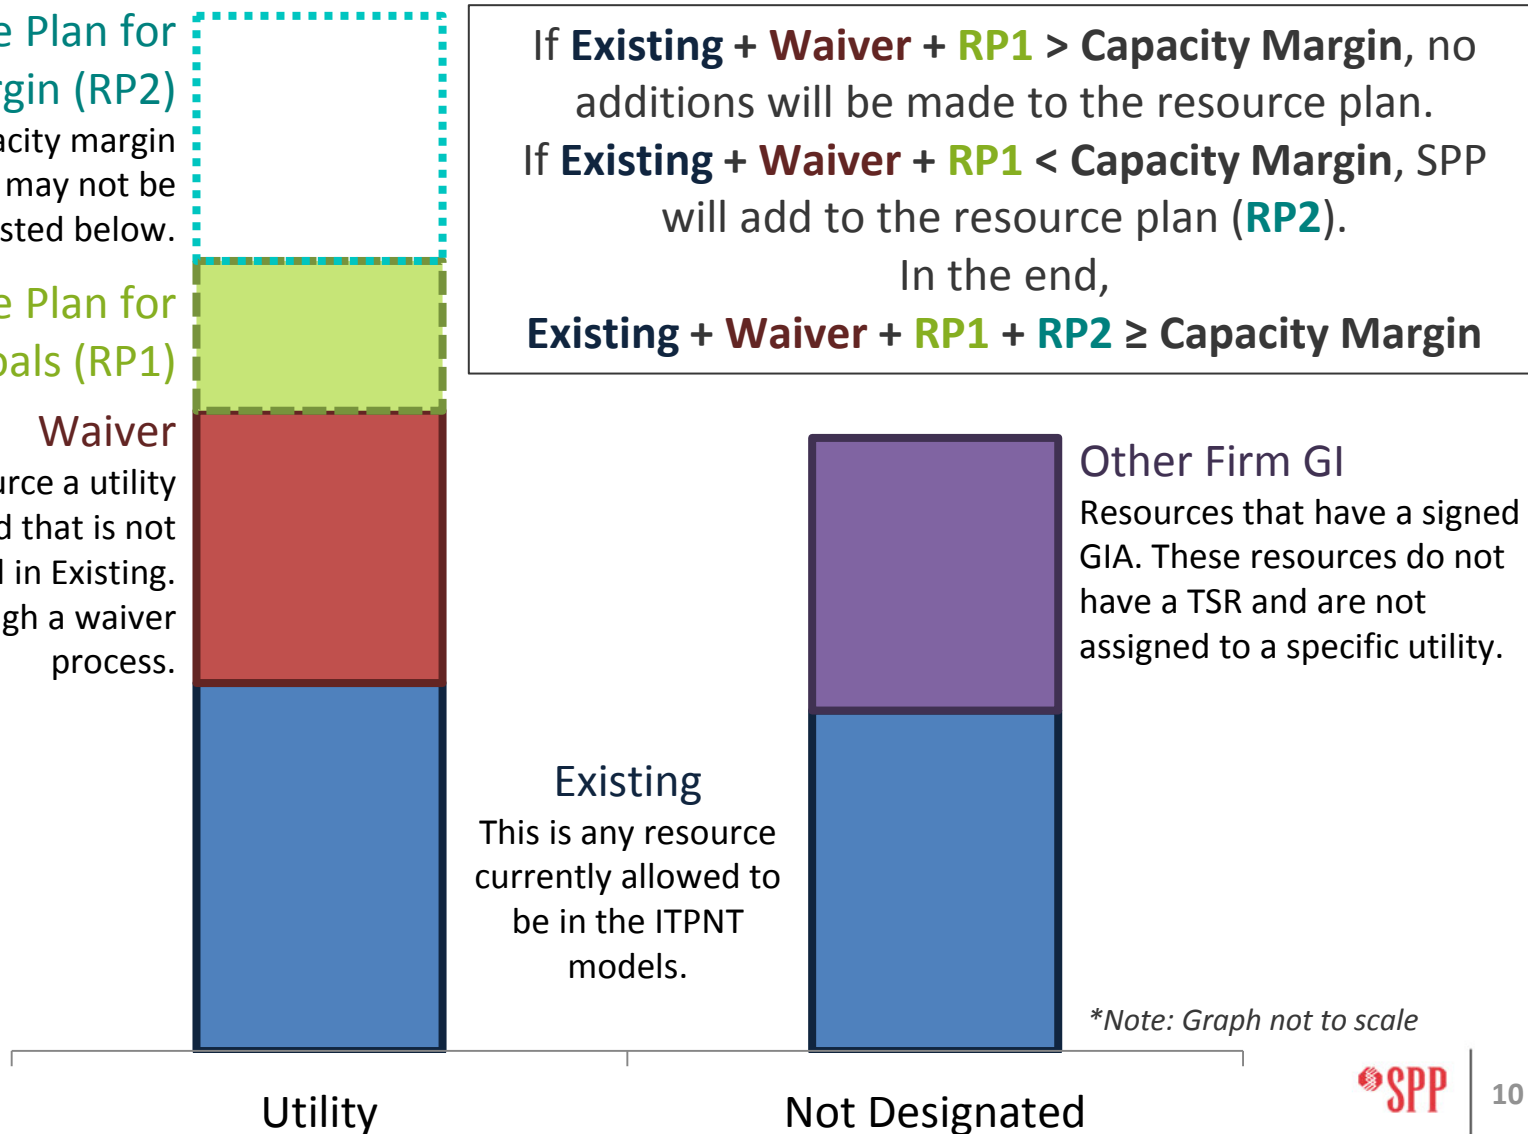 e Plan for
rgin (RP2)
acity margin
may not be
sted below.
e Plan for
oals (RP1)
Waiver
urce a utility
d that is not
d in Existing.
ugh a waiver
process.
If Existing + Waiver + RP1 > Capacity Margin, no
additions will be made to the resource plan.
If Existing + Waiver + RP1 < Capacity Margin, SPP
will add to the resource plan (RP2).
In the end,
Existing + Waiver + RP1 + RP2 ≥ Capacity Margin
Other Firm GI
Resources that have a signed
GIA. These resources do not
have a TSR and are not
assigned to a specific utility.
Existing
This is any resource
currently allowed to
be in the ITPNT
models.
*Note: Graph not to scale
Utility
Not Designated
SPP
10